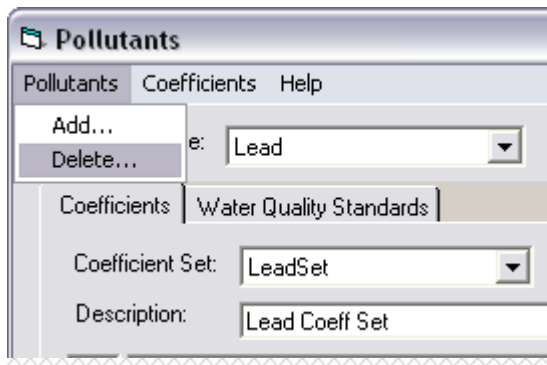 Pollutants
Pollutants Coefficients Help
Add...
Delete...
e: Lead
Coefficients Water Quality Standards
Coefficient Set: LeadSet
Description: Lead Coeff Set